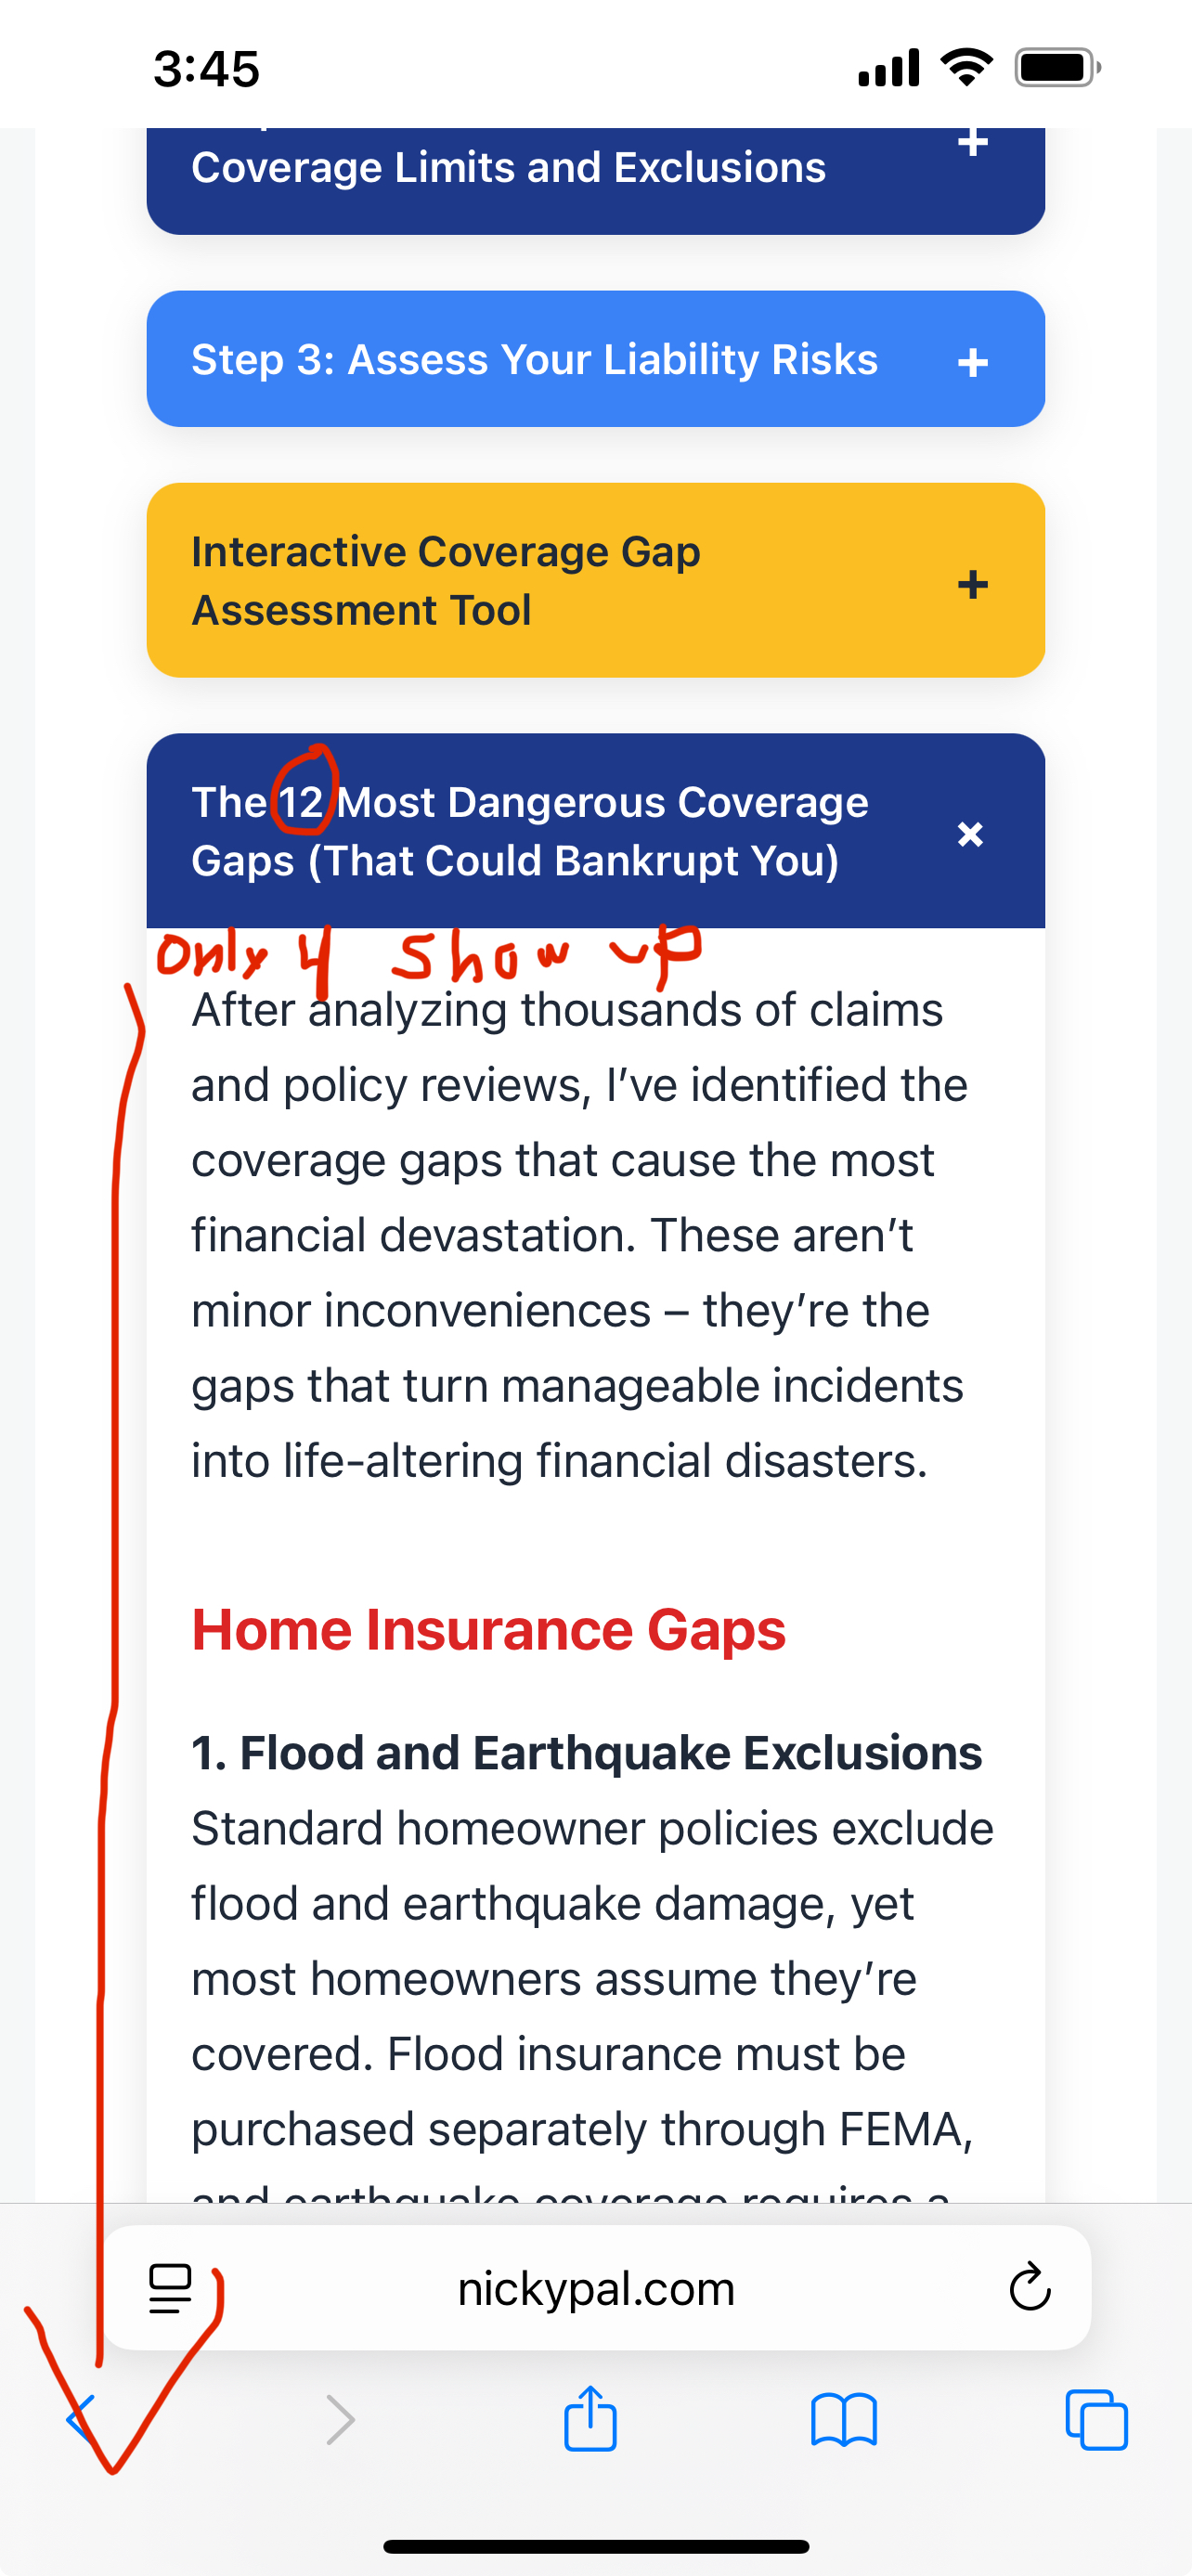 3:45
Coverage Limits and Exclusions
+
Step 3: Assess Your Liability Risks
+
Interactive Coverage Gap
Assessment Tool
+
The 12 Most Dangerous Coverage
Gaps (That Could Bankrupt You)
×
Only 4 show up
After analyzing thousands of claims
and policy reviews, I’ve identified the
coverage gaps that cause the most
financial devastation. These aren’t
minor inconveniences – they’re the
gaps that turn manageable incidents
into life-altering financial disasters.
Home Insurance Gaps
1. Flood and Earthquake Exclusions
Standard homeowner policies exclude
flood and earthquake damage, yet
most homeowners assume they’re
covered. Flood insurance must be
purchased separately through FEMA,
and earthquake coverage requires a
nickypal.com